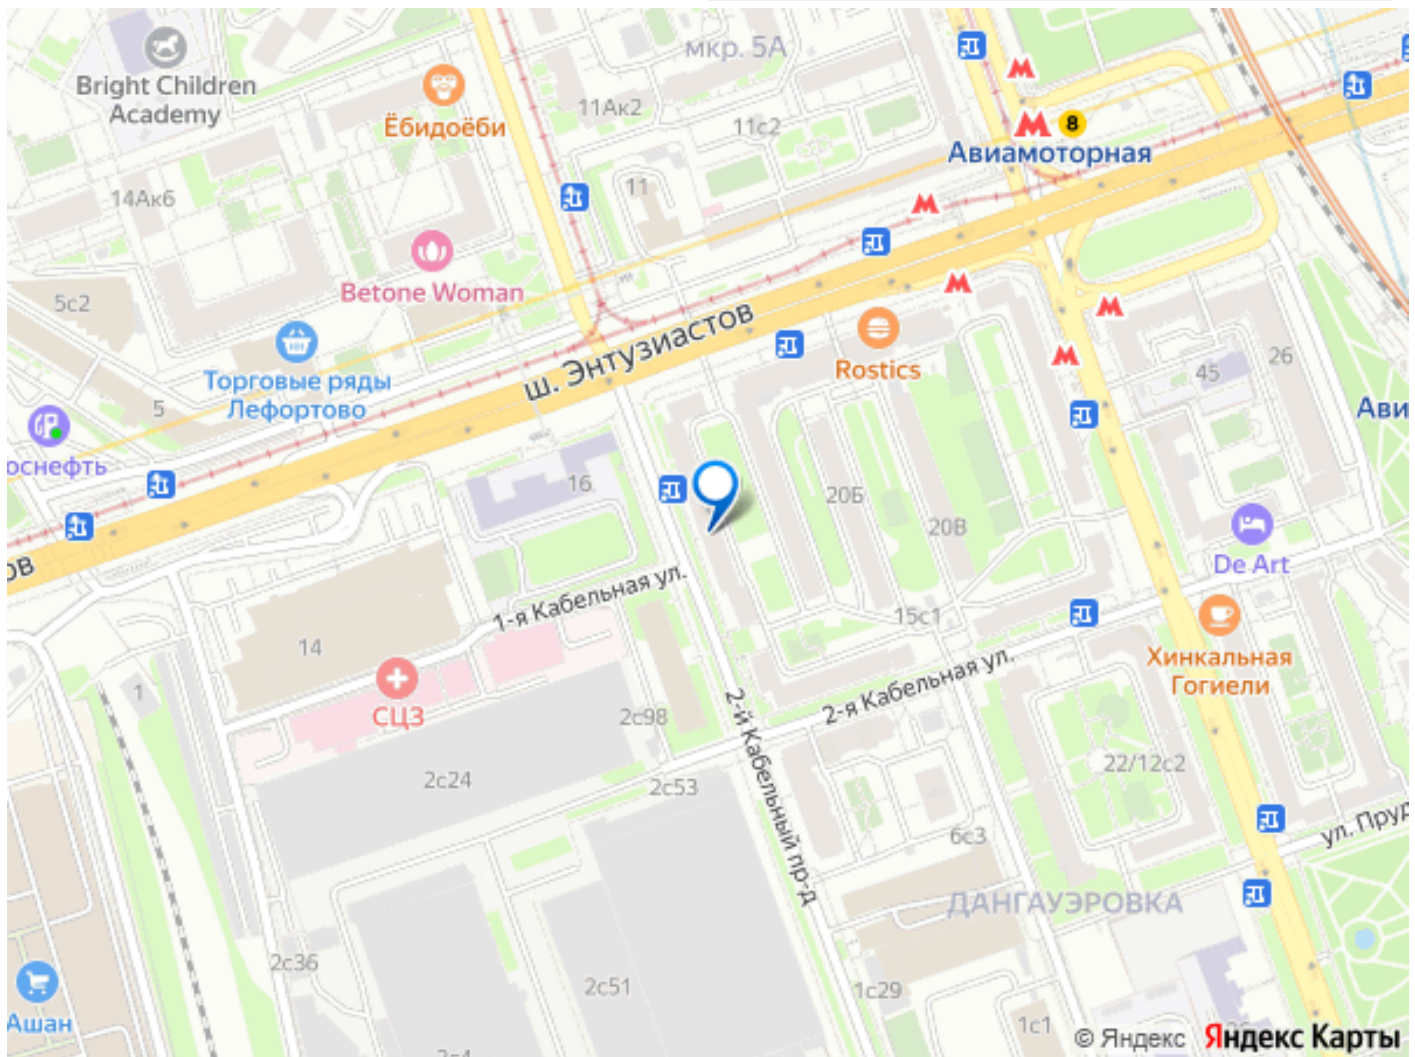 мкр. 5А
Bright Children
Academy
Ёбидоёби
11Ак2
11с2
8
Авиамоторная
14Ак6
11
5с2
Betone Woman
ш. Энтузиастов
Rostics
Торговые ряды
Лефортово
5
45
26
Ави
оснефть
16
20Б
20В
De Art
ов
1-я Кабельная ул.
15с1
14
1
СЦЗ
2с98
2-я Кабельная ул.
Хинкальная
Гогиели
2-й Кабельный пр-д
2с24
2с53
22/12с2
6с3
ул. Пруд
ДАНГАУЭРОВКА
2с36
2с51
1с29
Ашан
1с1
© Яндекс Яндекс Карты